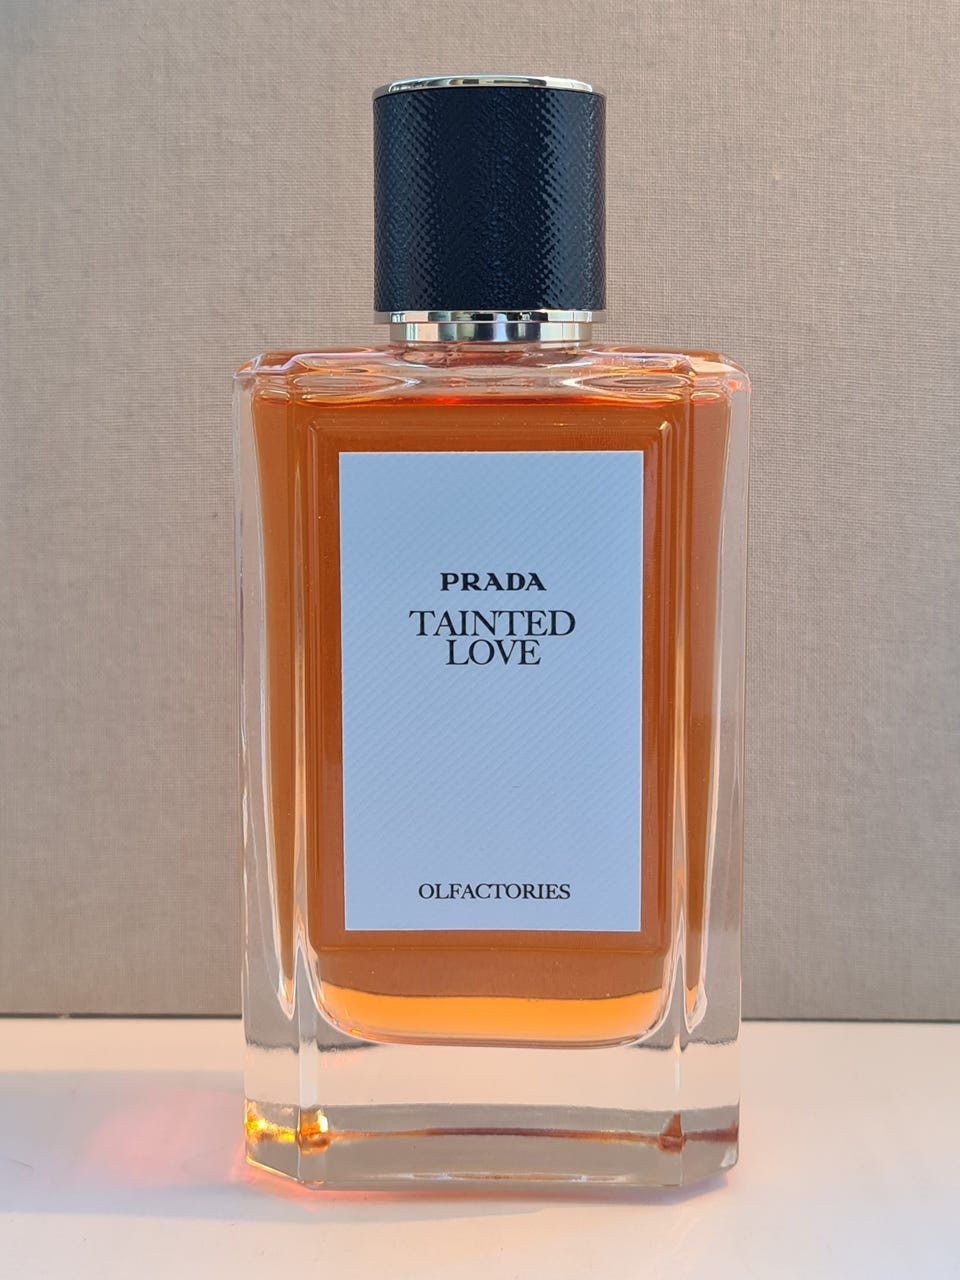 PRADA
TAINTED
LOVE
OLFACTORIES